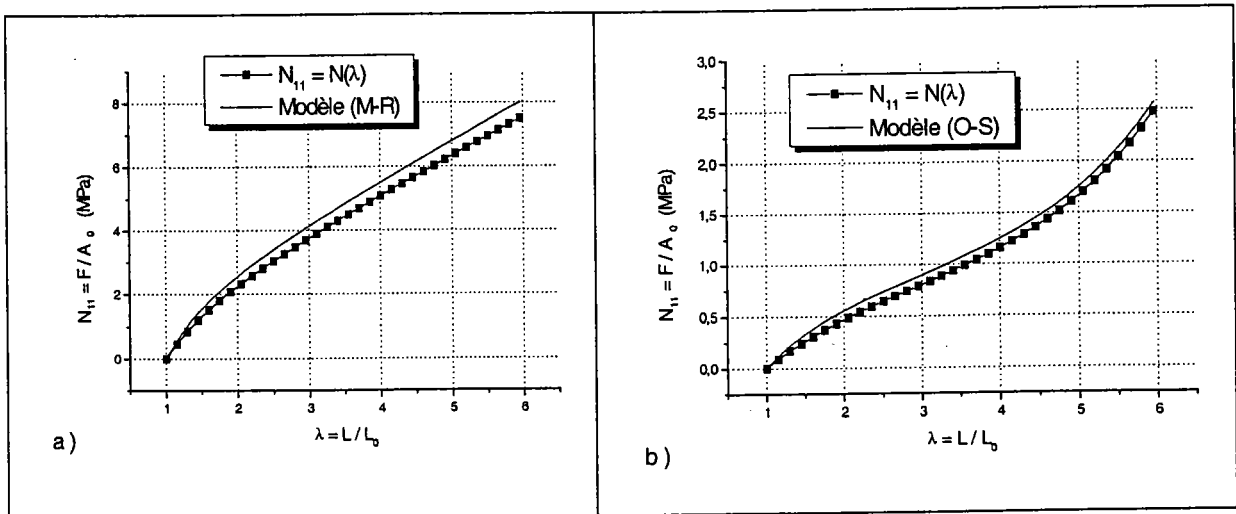 N₁₁ = N(λ)
Modèle (M-R)
N₁₁ = F / A₀ (MPa)
8
6
4
2
0
1 2 3 4 5 6
λ = L / L₀
a)
N₁₁ = N(λ)
Modèle (O-S)
N₁₁ = F / A₀ (MPa)
3,0
2,5
2,0
1,5
1,0
0,5
0,0
1 2 3 4 5 6
λ = L / L₀
b)